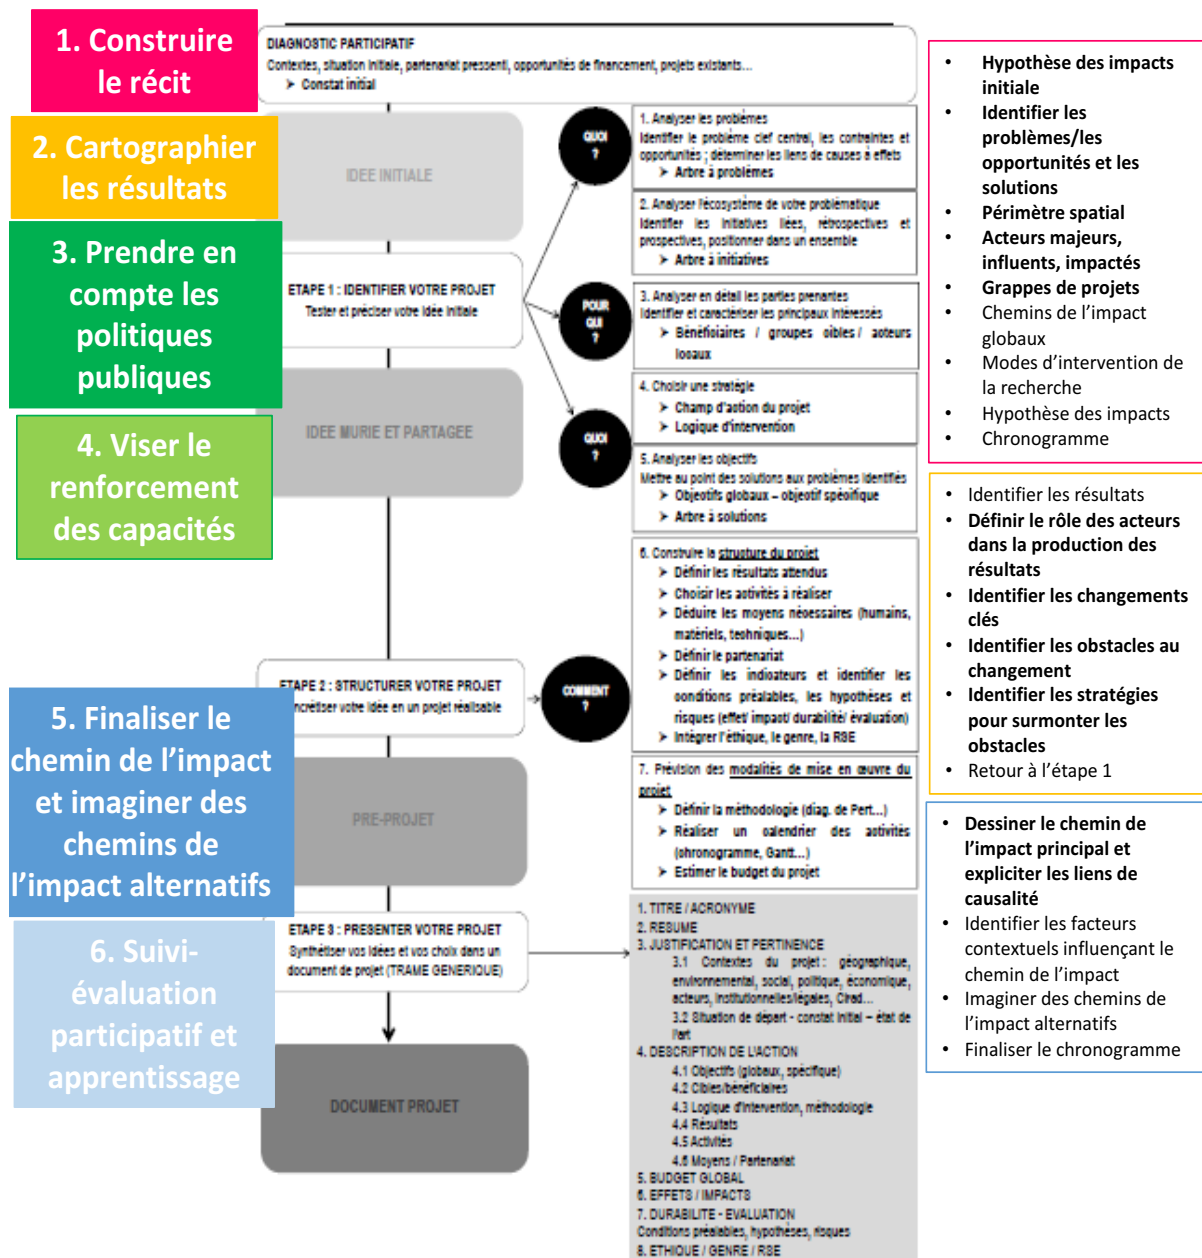 1. Construire
le récit
2. Cartographier
les résultats
3. Prendre en
compte les
politiques
publiques
4. Viser le
renforcement
des capacités
5. Finaliser le
chemin de l'impact
et imaginer des
chemins de
l'impact alternatifs
6. Suivi-
évaluation
participatif et
apprentissage
DIAGNOSTIC PARTICIPATIF
Contextes, situation initiale, partenariat pressenti, opportunités de financement, projets existants...
➤ Constat initial
IDEE INITIALE
ETAPE 1 : IDENTIFIER VOTRE PROJET
Tester et préciser votre idée initiale
IDEE MURIE ET PARTAGEE
ETAPE 2 : STRUCTURER VOTRE PROJET
ncrétiser votre idée en un projet réalisable
PRE-PROJET
ETAPE 3 : PRESENTER VOTRE PROJET
Synthétiser vos idées et vos choix dans un
document de projet (TRAME GENERIQUE)
DOCUMENT PROJET
QUOI
?
POUR
QUI
?
QUOI
?
COMMENT
?
1. Analyser les problèmes
Identifier le problème clef central, les contraintes et
opportunités ; déterminer les liens de causes à effets
➤ Arbre à problèmes
2. Analyser l'écosystème de votre problématique
Identifier les initiatives liées, rétrospectives et
prospectives, positionner dans un ensemble
➤ Arbre à initiatives
3. Analyser en détail les parties prenantes
Identifier et caractériser les principaux intéressés
➤ Bénéficiaires / groupes cibles/ acteurs
locaux
4. Choisir une stratégie
➤ Champ d'action du projet
➤ Logique d'intervention
5. Analyser les objectifs
Mettre au point des solutions aux problèmes identifiés
➤ Objectifs globaux – objectif spécifique
➤ Arbre à solutions
6. Construire la structure du projet
➤ Définir les résultats attendus
➤ Choisir les activités à réaliser
➤ Déduire les moyens nécessaires (humains,
matériels, techniques...)
➤ Définir le partenariat
➤ Définir les indicateurs et identifier les
conditions préalables, les hypothèses et
risques (effet/ impact/ durabilité/ évaluation)
➤ Intégrer l'éthique, le genre, la RSE
7. Prévision des modalités de mise en œuvre du
projet
➤ Définir la méthodologie (diag. de Pert...)
➤ Réaliser un calendrier des activités
(chronogramme, Gantt...)
➤ Estimer le budget du projet
1. TITRE / ACRONYME
2. RESUME
3. JUSTIFICATION ET PERTINENCE
3.1 Contextes du projet : géographique,
environnemental, social, politique, économique,
acteurs, institutionnelles/légales, Cirad...
3.2 Situation de départ - constat initial – état de
l'art
4. DESCRIPTION DE L'ACTION
4.1 Objectifs (globaux, spécifique)
4.2 Cibles/bénéficiaires
4.3 Logique d'intervention, méthodologie
4.4 Résultats
4.5 Activités
4.6 Moyens / Partenariat
5. BUDGET GLOBAL
6. EFFETS / IMPACTS
7. DURABILITE - EVALUATION
Conditions préalables, hypothèses, risques
8. ETHIQUE / GENRE / RSE
• Hypothèse des impacts
initiale
• Identifier les
problèmes/les
opportunités et les
solutions
• Périmètre spatial
• Acteurs majeurs,
influents, impactés
• Grappes de projets
• Chemins de l'impact
globaux
• Modes d'intervention de
la recherche
• Hypothèse des impacts
• Chronogramme
• Identifier les résultats
• Définir le rôle des acteurs
dans la production des
résultats
• Identifier les changements
clés
• Identifier les obstacles au
changement
• Identifier les stratégies
pour surmonter les
obstacles
• Retour à l'étape 1
• Dessiner le chemin de
l'impact principal et
expliciter les liens de
causalité
• Identifier les facteurs
contextuels influençant le
chemin de l'impact
• Imaginer des chemins de
l'impact alternatifs
• Finaliser le chronogramme